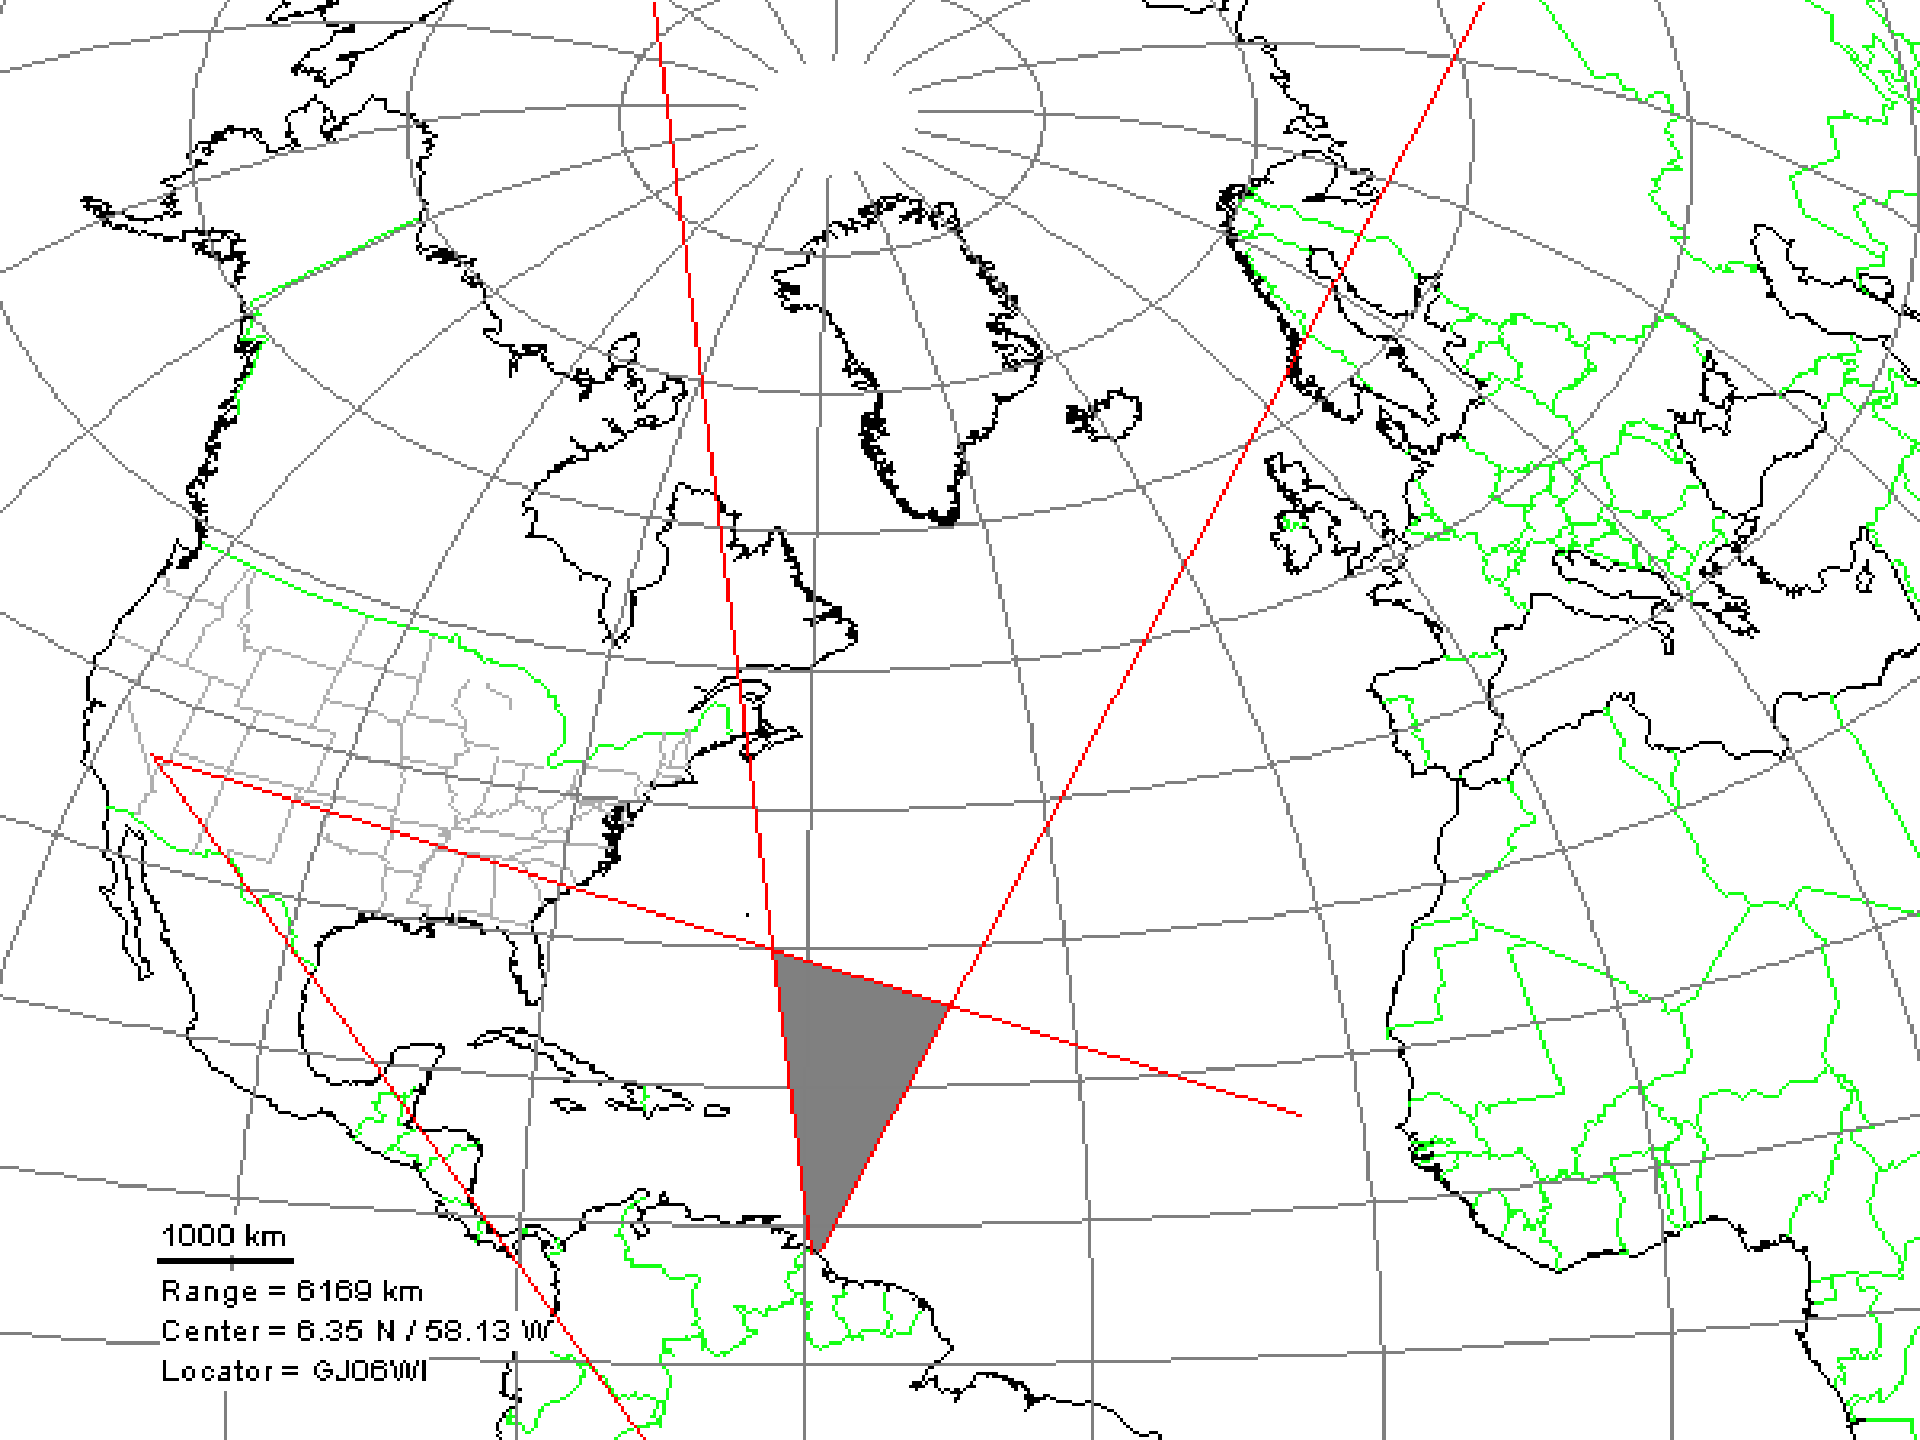 1000 km
Range = 6169 km
Center = 6.35 N / 58.13 W
Locator = GJ06WI